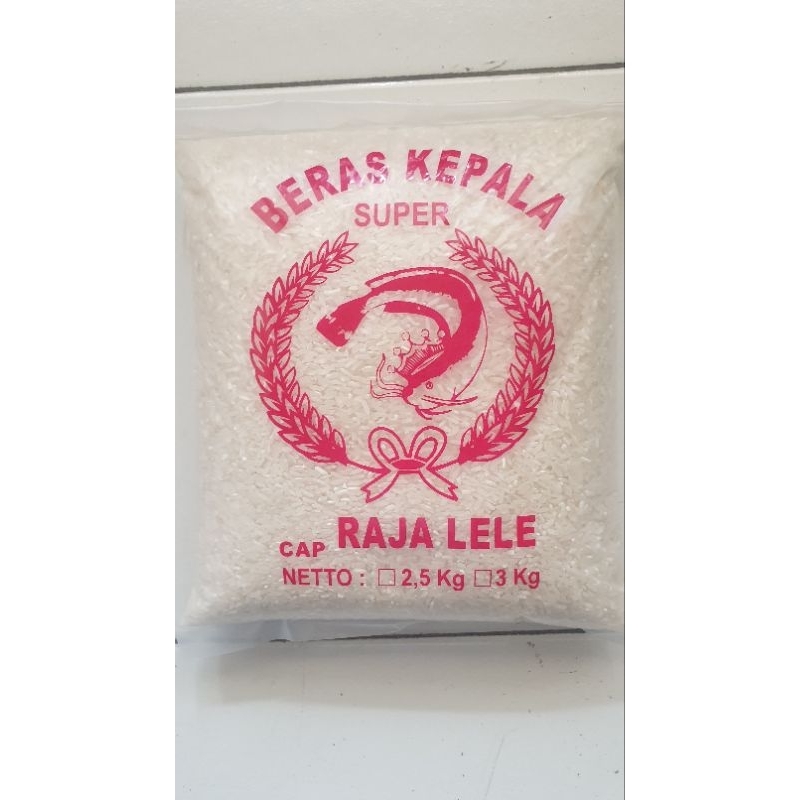 BERAS KEPALA
SUPER
CAP RAJA LELE
NETTO : ☐ 2,5 Kg ☐ 3 Kg